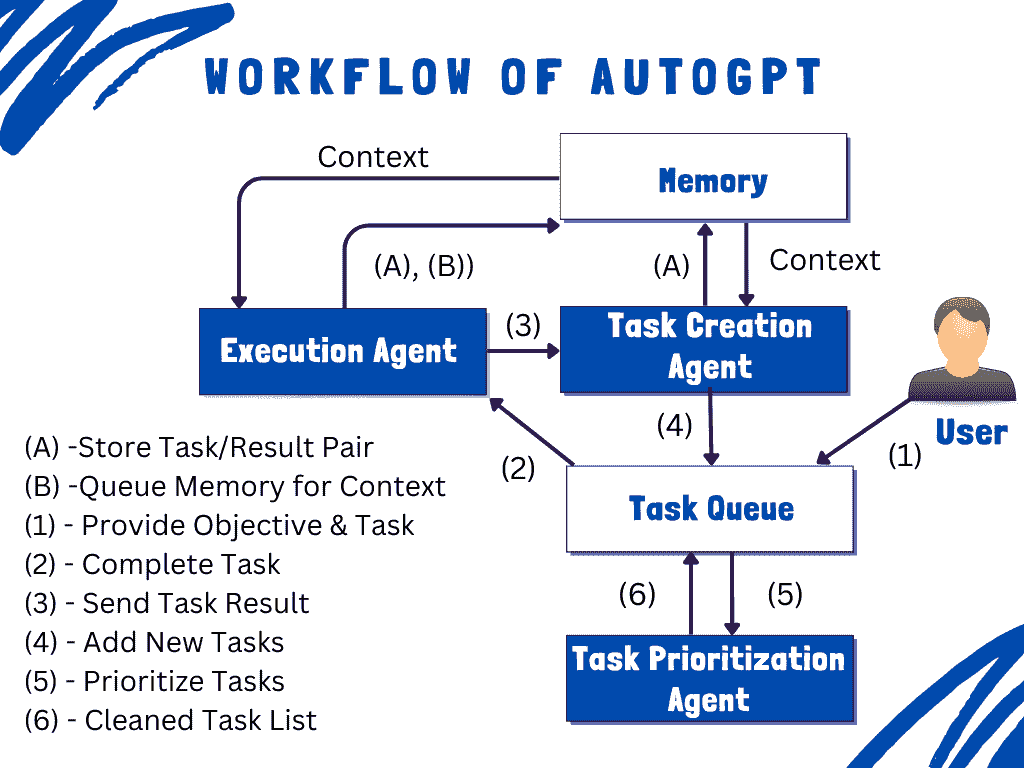 WORKFLOW OF AUTOGPT
Context
Memory
(A), (B))
(A)
Context
Execution Agent
(3)
Task Creation
Agent
(4)
(2)
User
(1)
Task Queue
(6)
(5)
Task Prioritization
Agent
(A) -Store Task/Result Pair
(B) -Queue Memory for Context
(1) - Provide Objective & Task
(2) - Complete Task
(3) - Send Task Result
(4) - Add New Tasks
(5) - Prioritize Tasks
(6) - Cleaned Task List